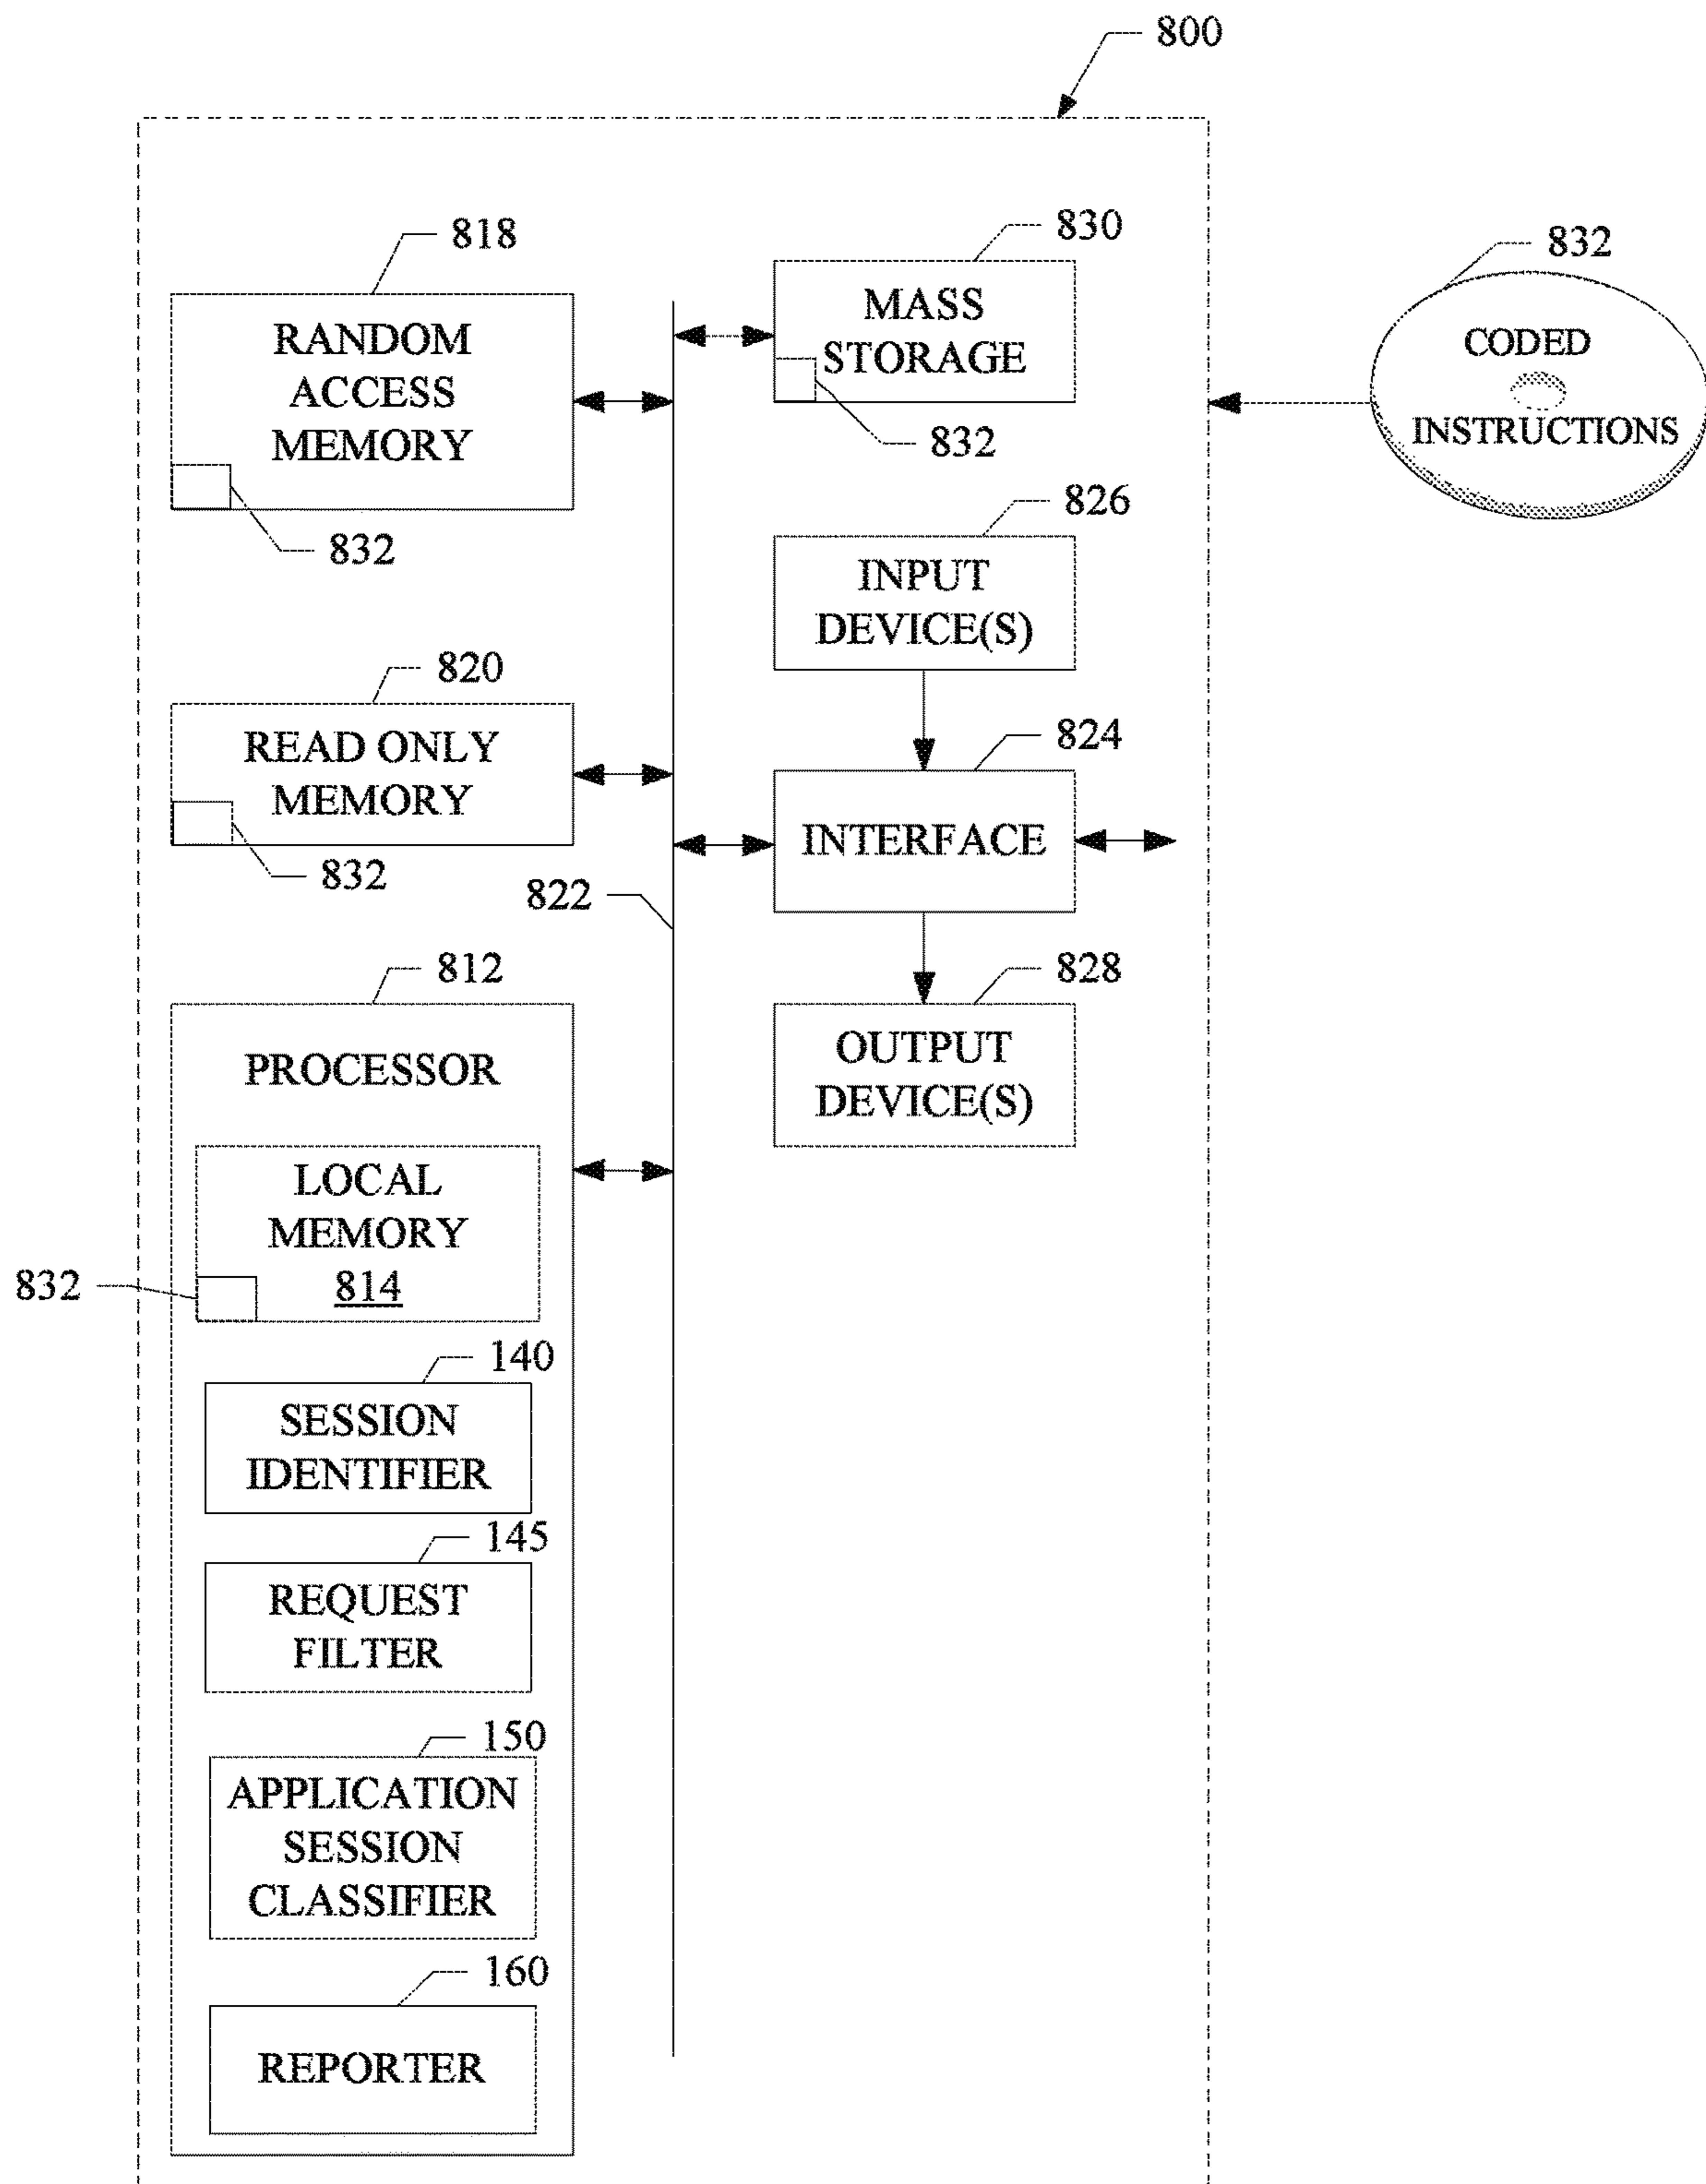 800
818
RANDOM
ACCESS
MEMORY
832
830
MASS
STORAGE
832
832
CODED
INSTRUCTIONS
826
INPUT
DEVICE(S)
820
READ ONLY
MEMORY
832
824
INTERFACE
822
828
OUTPUT
DEVICE(S)
812
PROCESSOR
LOCAL
MEMORY
814
832
140
SESSION
IDENTIFIER
145
REQUEST
FILTER
150
APPLICATION
SESSION
CLASSIFIER
160
REPORTER